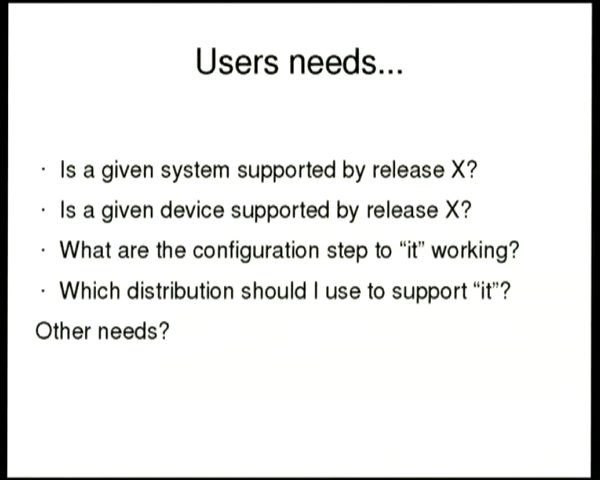 Users needs...
· Is a given system supported by release X?
· Is a given device supported by release X?
· What are the configuration step to “it” working?
· Which distribution should I use to support “it”?
Other needs?